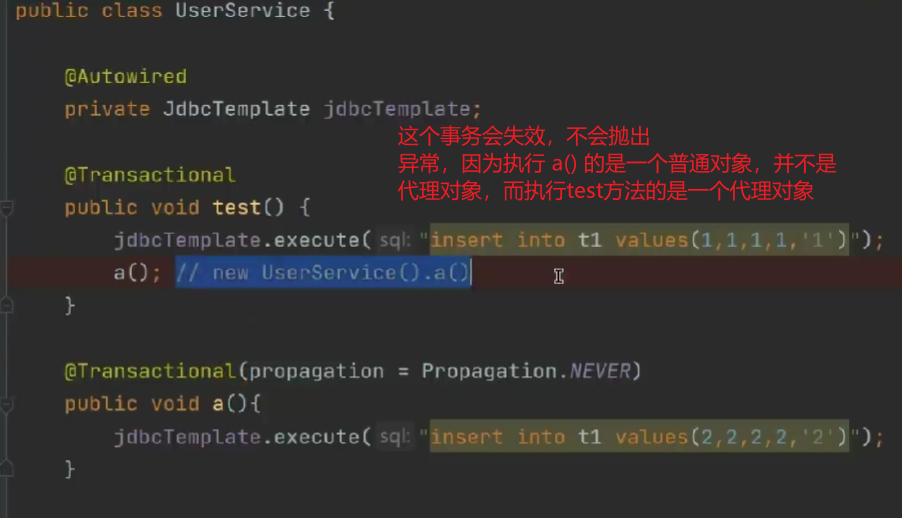 public class UserService {
@Autowired
private JdbcTemplate jdbcTemplate;
这个事务会失效，不会抛出
异常，因为执行 a() 的是一个普通对象，并不是
代理对象，而执行test方法的是一个代理对象
@Transactional
public void test() {
jdbcTemplate.execute( sql: "insert into t1 values(1,1,1,1,'1')");
a(); // new UserService().a()
}
@Transactional(propagation = Propagation.NEVER)
public void a(){
jdbcTemplate.execute( sql: "insert into t1 values(2,2,2,2,'2')");
}